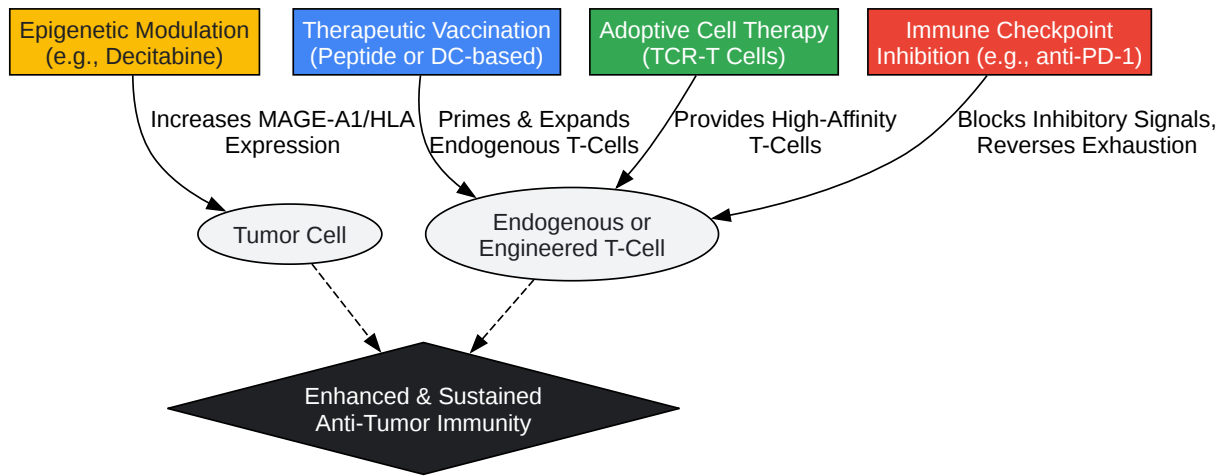 Epigenetic Modulation
(e.g., Decitabine)
Therapeutic Vaccination
(Peptide or DC-based)
Adoptive Cell Therapy
(TCR-T Cells)
Immune Checkpoint
Inhibition (e.g., anti-PD-1)
Increases MAGE-A1/HLA
Expression
Primes & Expands
Endogenous T-Cells
Provides High-Affinity
T-Cells
Blocks Inhibitory Signals,
Reverses Exhaustion
Tumor Cell
Endogenous or
Engineered T-Cell
Enhanced & Sustained
Anti-Tumor Immunity